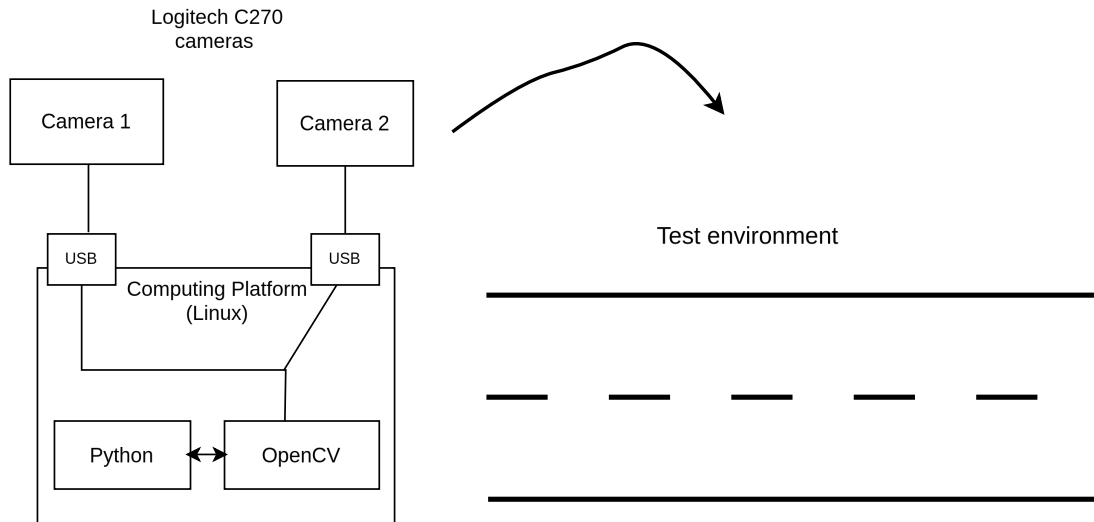 Logitech C270
cameras
Camera 1
Camera 2
USB
USB
Computing Platform
(Linux)
Python
OpenCV
Test environment